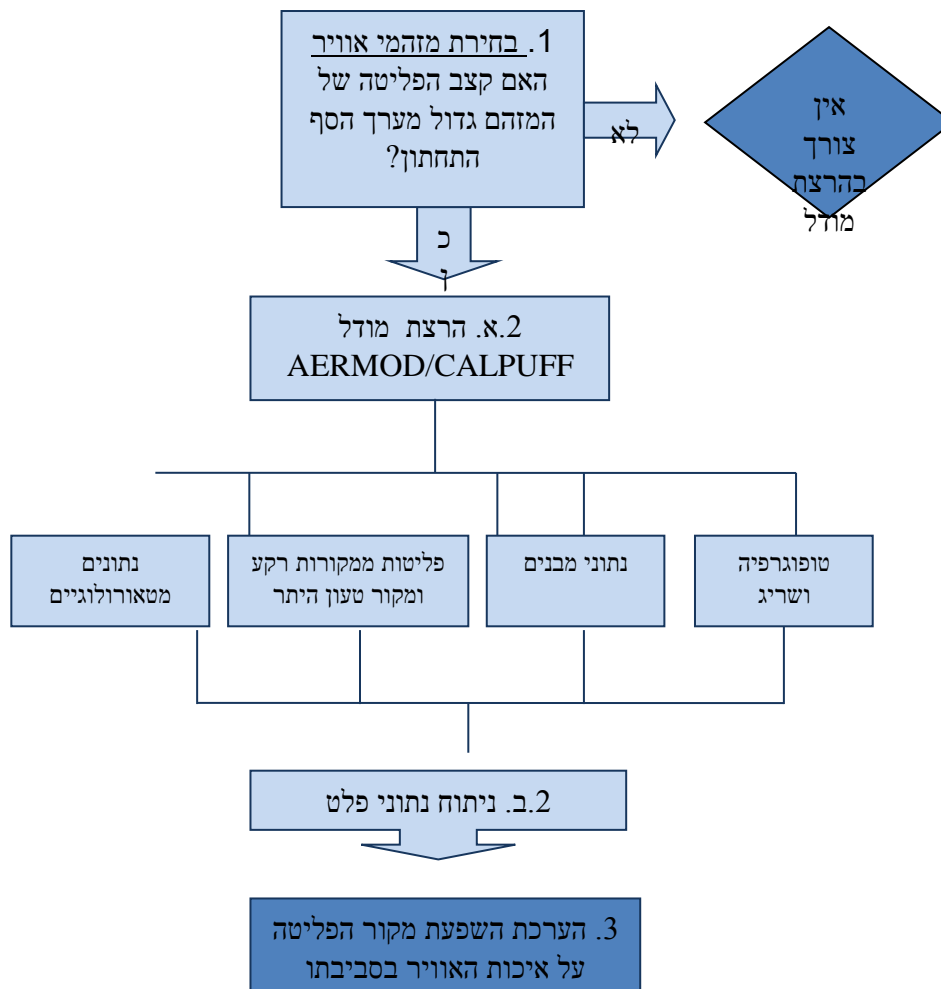 1. בחירת מזהמי אוויר
האם קצב הפליטה של
המזהם גדול מערך הסף
התחתון?
לא
אין
צורך
בהרצת
מודל
כ
ן
2.א. הרצת מודל
AERMOD/CALPUFF
טופוגרפיה
ושריג
נתוני מבנים
פליטות ממקורות רקע
ומקור טעון היתר
נתונים
מטאורולוגיים
2.ב. ניתוח נתוני פלט
3. הערכת השפעת מקור הפליטה
על איכות האוויר בסביבתו